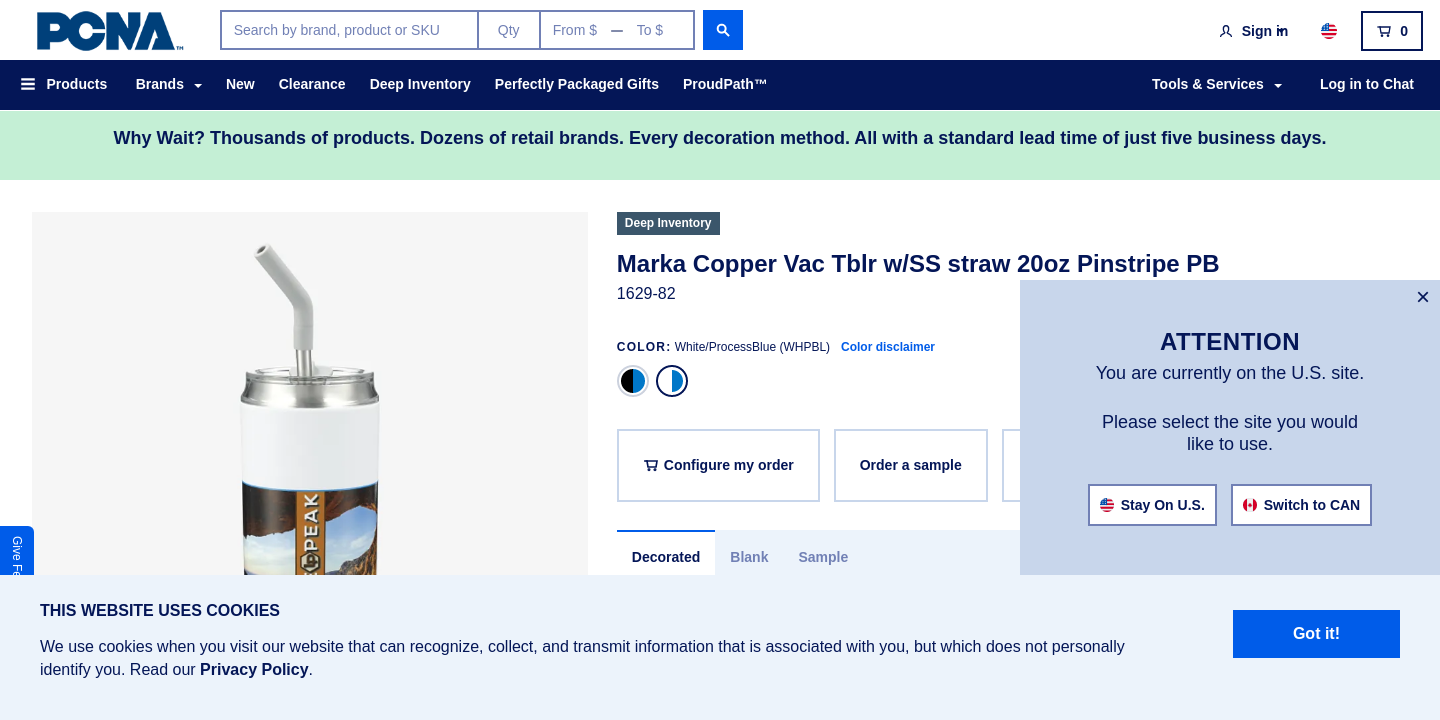 PCNA™
Search by brand, product or SKU
Qty
From $ — To $
Sign in
0
Products
Brands
New
Clearance
Deep Inventory
Perfectly Packaged Gifts
ProudPath™
Tools & Services
Log in to Chat
Why Wait? Thousands of products. Dozens of retail brands. Every decoration method. All with a standard lead time of just five business days.
Deep Inventory
Marka Copper Vac Tblr w/SS straw 20oz Pinstripe PB
1629-82
COLOR: White/ProcessBlue (WHPBL) Color disclaimer
Configure my order
Order a sample
Decorated
Blank
Sample
PEAK
Give Fe
×
ATTENTION
You are currently on the U.S. site.
Please select the site you would
like to use.
Stay On U.S.
Switch to CAN
THIS WEBSITE USES COOKIES
We use cookies when you visit our website that can recognize, collect, and transmit information that is associated with you, but which does not personally
identify you. Read our Privacy Policy.
Got it!